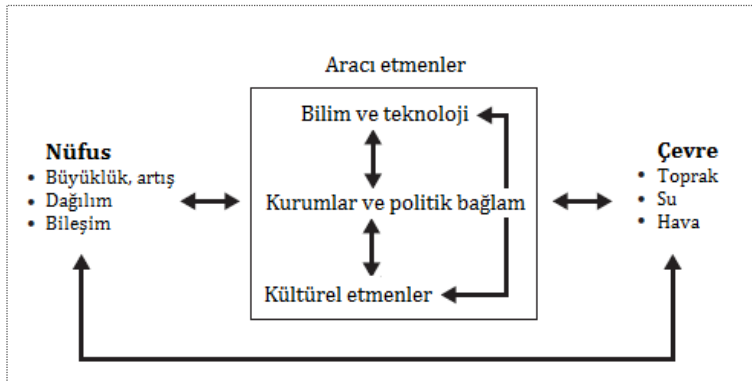 Aracı etmenler
Bilim ve teknoloji
Nüfus
• Büyüklük, artış
• Dağılım
• Bileşim
Kurumlar ve politik bağlam
Kültürel etmenler
Çevre
• Toprak
• Su
• Hava